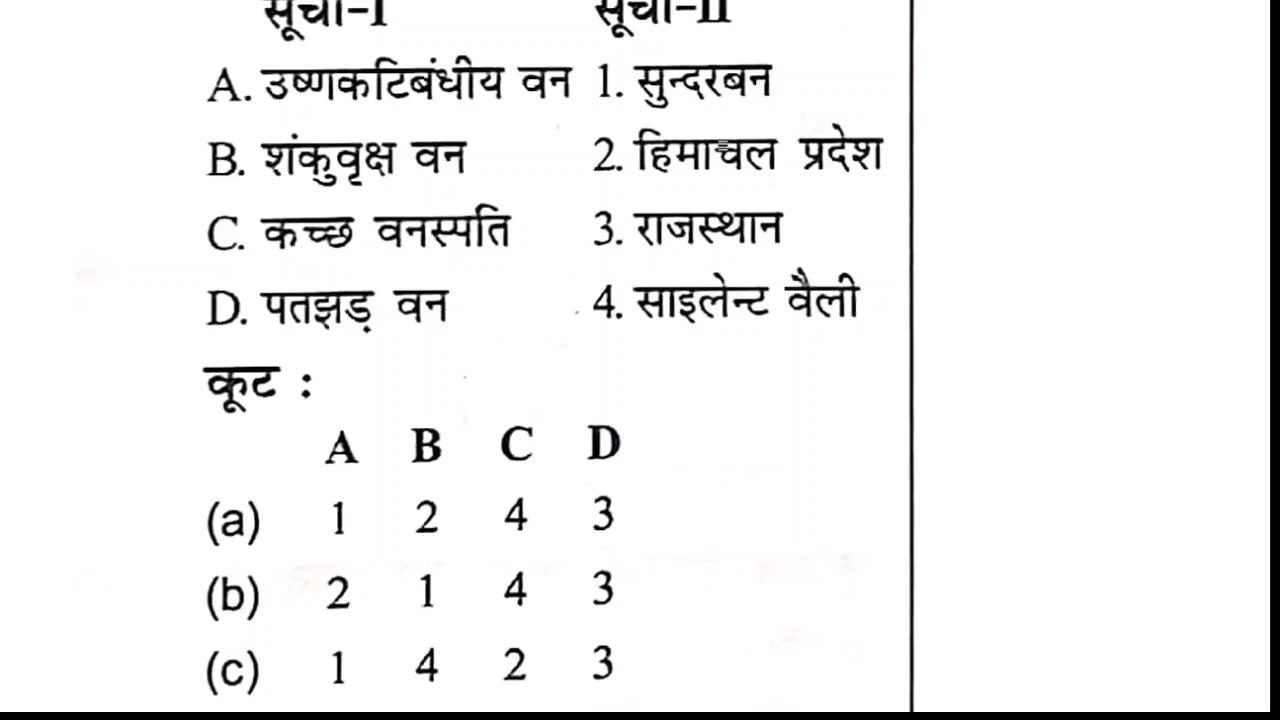 सूची-I सूची-II
A. उष्णकटिबंधीय वन 1. सुन्दरबन
B. शंकुवृक्ष वन 2. हिमाचल प्रदेश
C. कच्छ वनस्पति 3. राजस्थान
D. पतझड़ वन 4. साइलेन्ट वैली
कूट :
A B C D
(a) 1 2 4 3
(b) 2 1 4 3
(c) 1 4 2 3